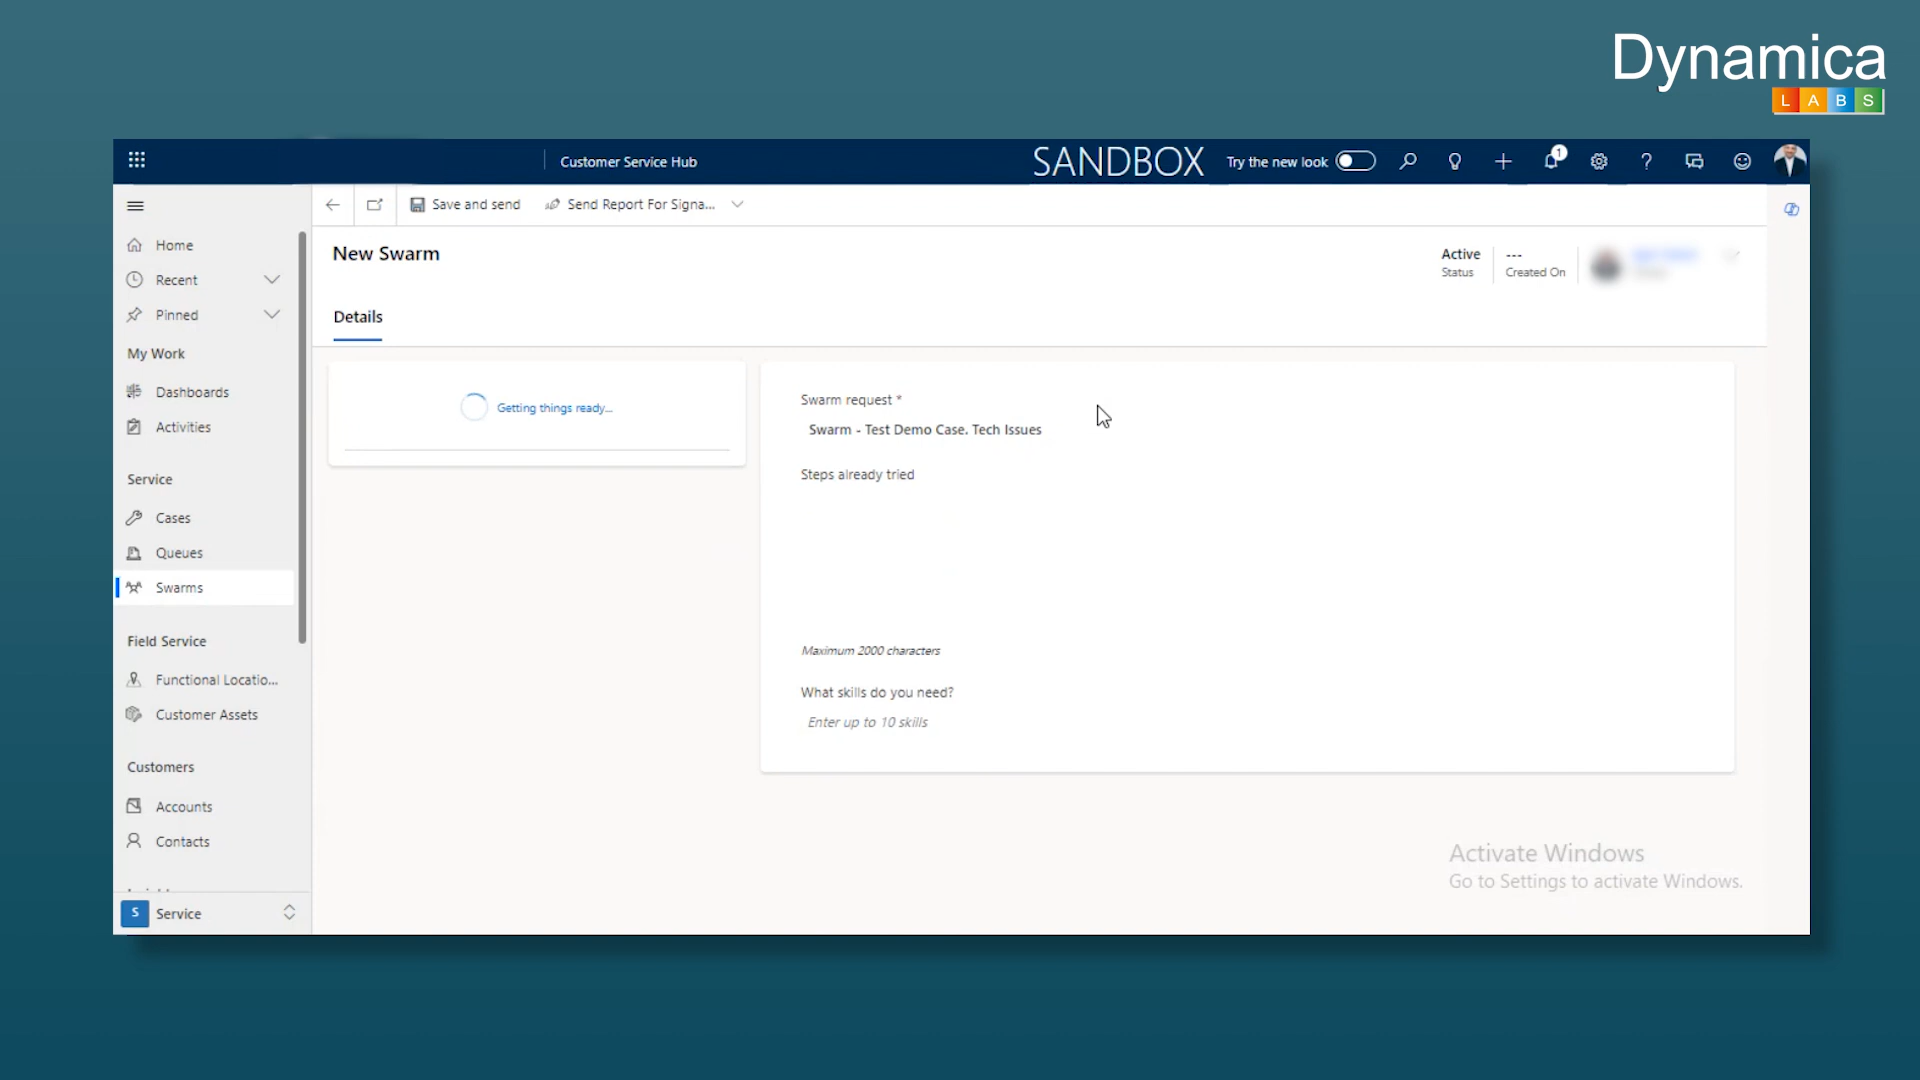 Dynamica
LABS
Customer Service Hub
SANDBOX
Try the new look
1
Save and send
Send Report For Signa...
Home
Recent
Pinned
My Work
Dashboards
Activities
Service
Cases
Queues
Swarms
Field Service
Functional Locatio...
Customer Assets
Customers
Accounts
Contacts
S
Service
New Swarm
Active
Status
---
Created On
Details
Getting things ready...
Swarm request *
Swarm - Test Demo Case. Tech Issues
Steps already tried
Maximum 2000 characters
What skills do you need?
Enter up to 10 skills
Activate Windows
Go to Settings to activate Windows.